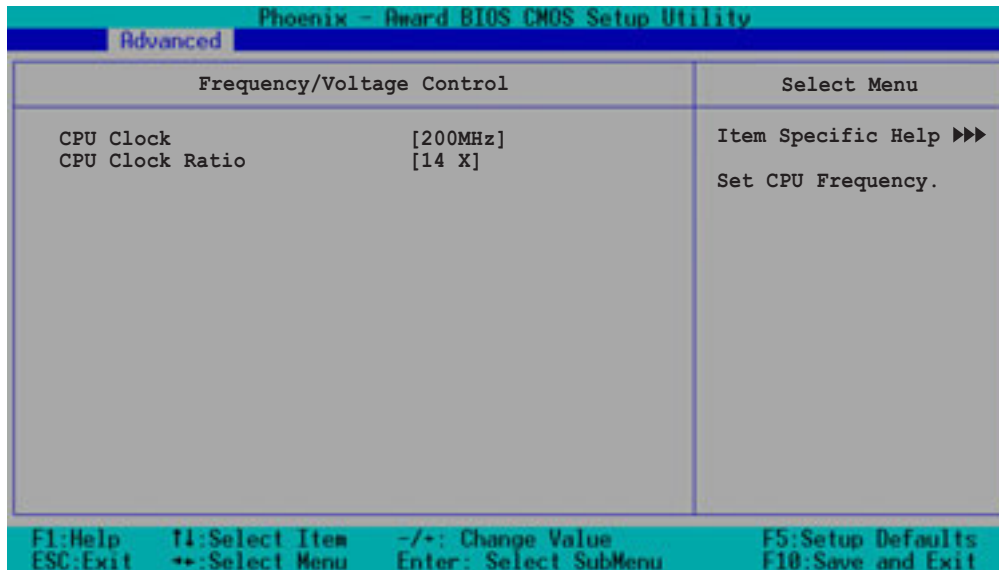 Phoenix - Award BIOS CMOS Setup Utility
Advanced
Frequency/Voltage Control
Select Menu
CPU Clock [200MHz]
CPU Clock Ratio [14 X]
Item Specific Help ▶▶▶
Set CPU Frequency.
F1:Help ↑↓:Select Item -/+: Change Value F5:Setup Defaults
ESC:Exit ←→:Select Menu Enter: Select SubMenu F10:Save and Exit